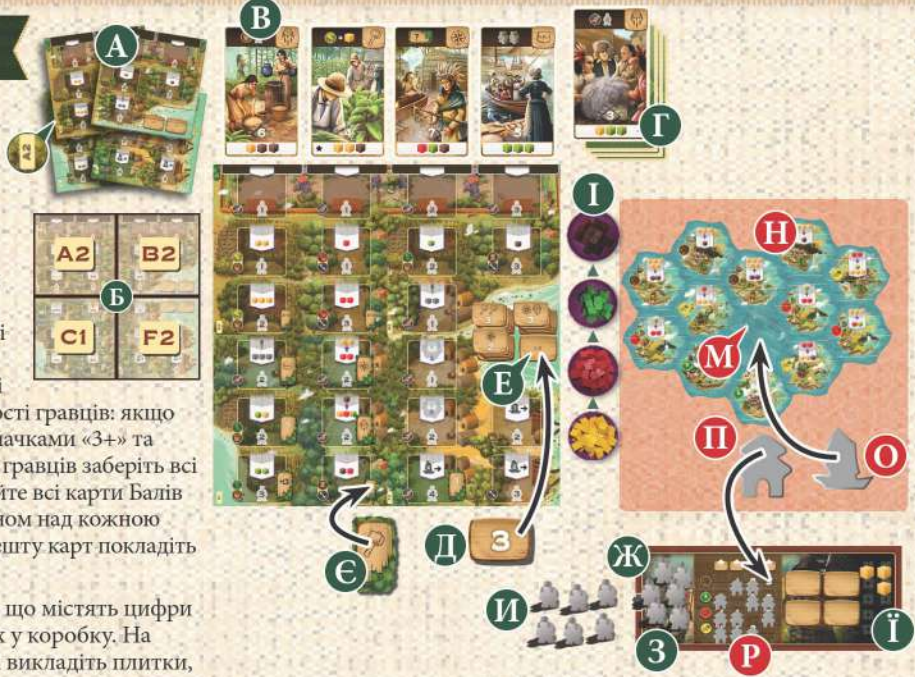 А
В
Г
A2
A2
B2
Б
C1
F2
І
Н
М
Е
П
О
Є
Д
3
Ж
И
З
Р
Ї
і
і
ості гравців: якщо
начками «3+» та
гравців заберіть всі
йте всі карти Балів
ном над кожною
ешту карт покладіть
що містять цифри
х у коробку. На
викладіть плитки,